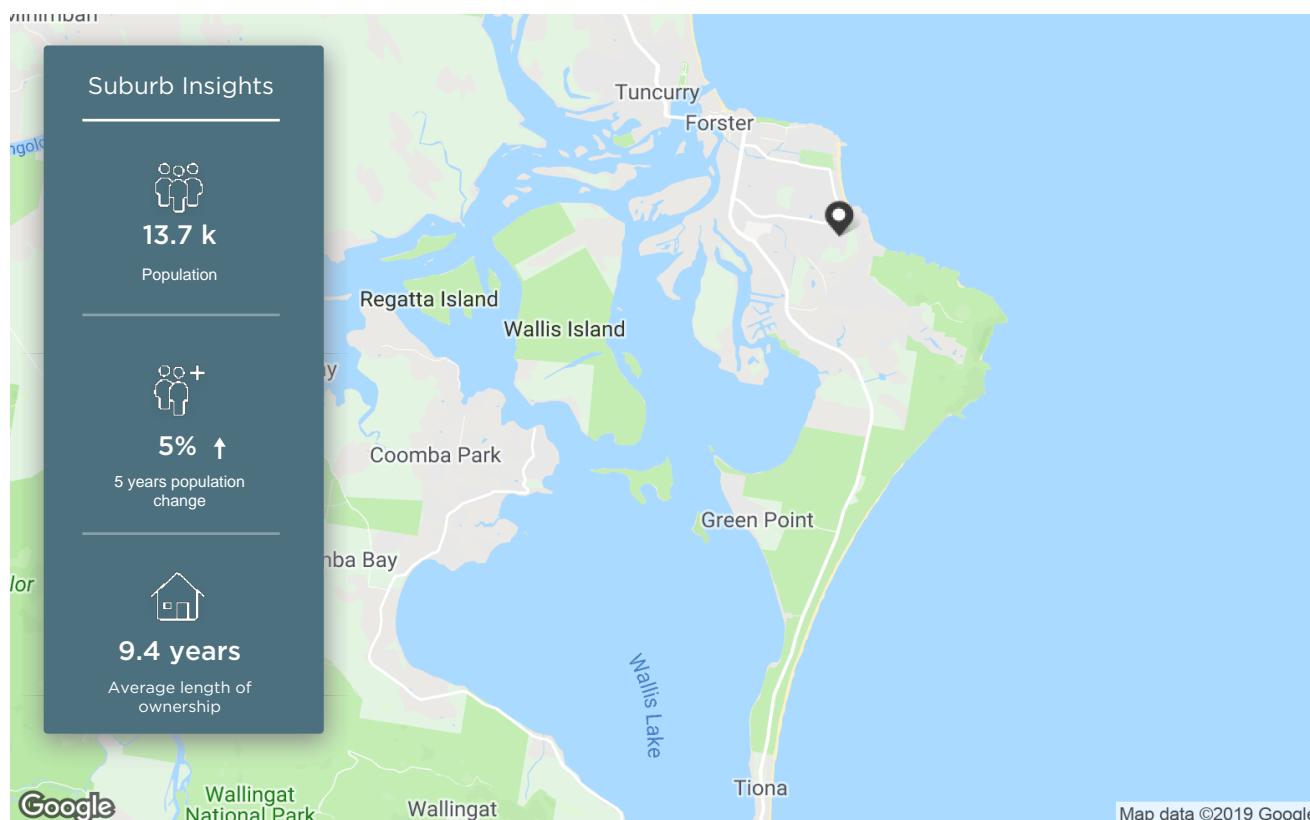 Suburb Insights
13.7 k
Population
5%
5 years population
change
9.4 years
Average length of
ownership
Tuncurry
Forster
Regatta Island
Wallis Island
Coomba Park
Green Point
Bay
Wallis Lake
Tiona
Wallingat
National Park
Wallingat
Google
Map data ©2019 Google